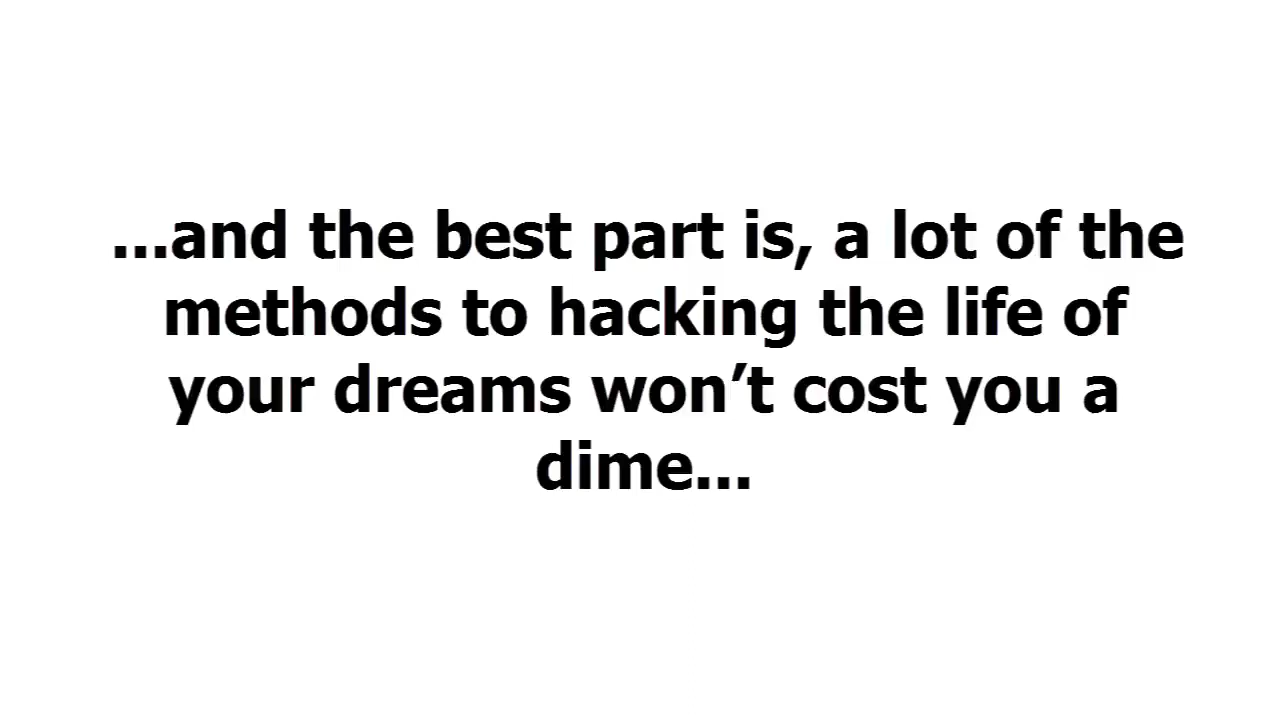 ...and the best part is, a lot of the
methods to hacking the life of
your dreams won’t cost you a
dime...